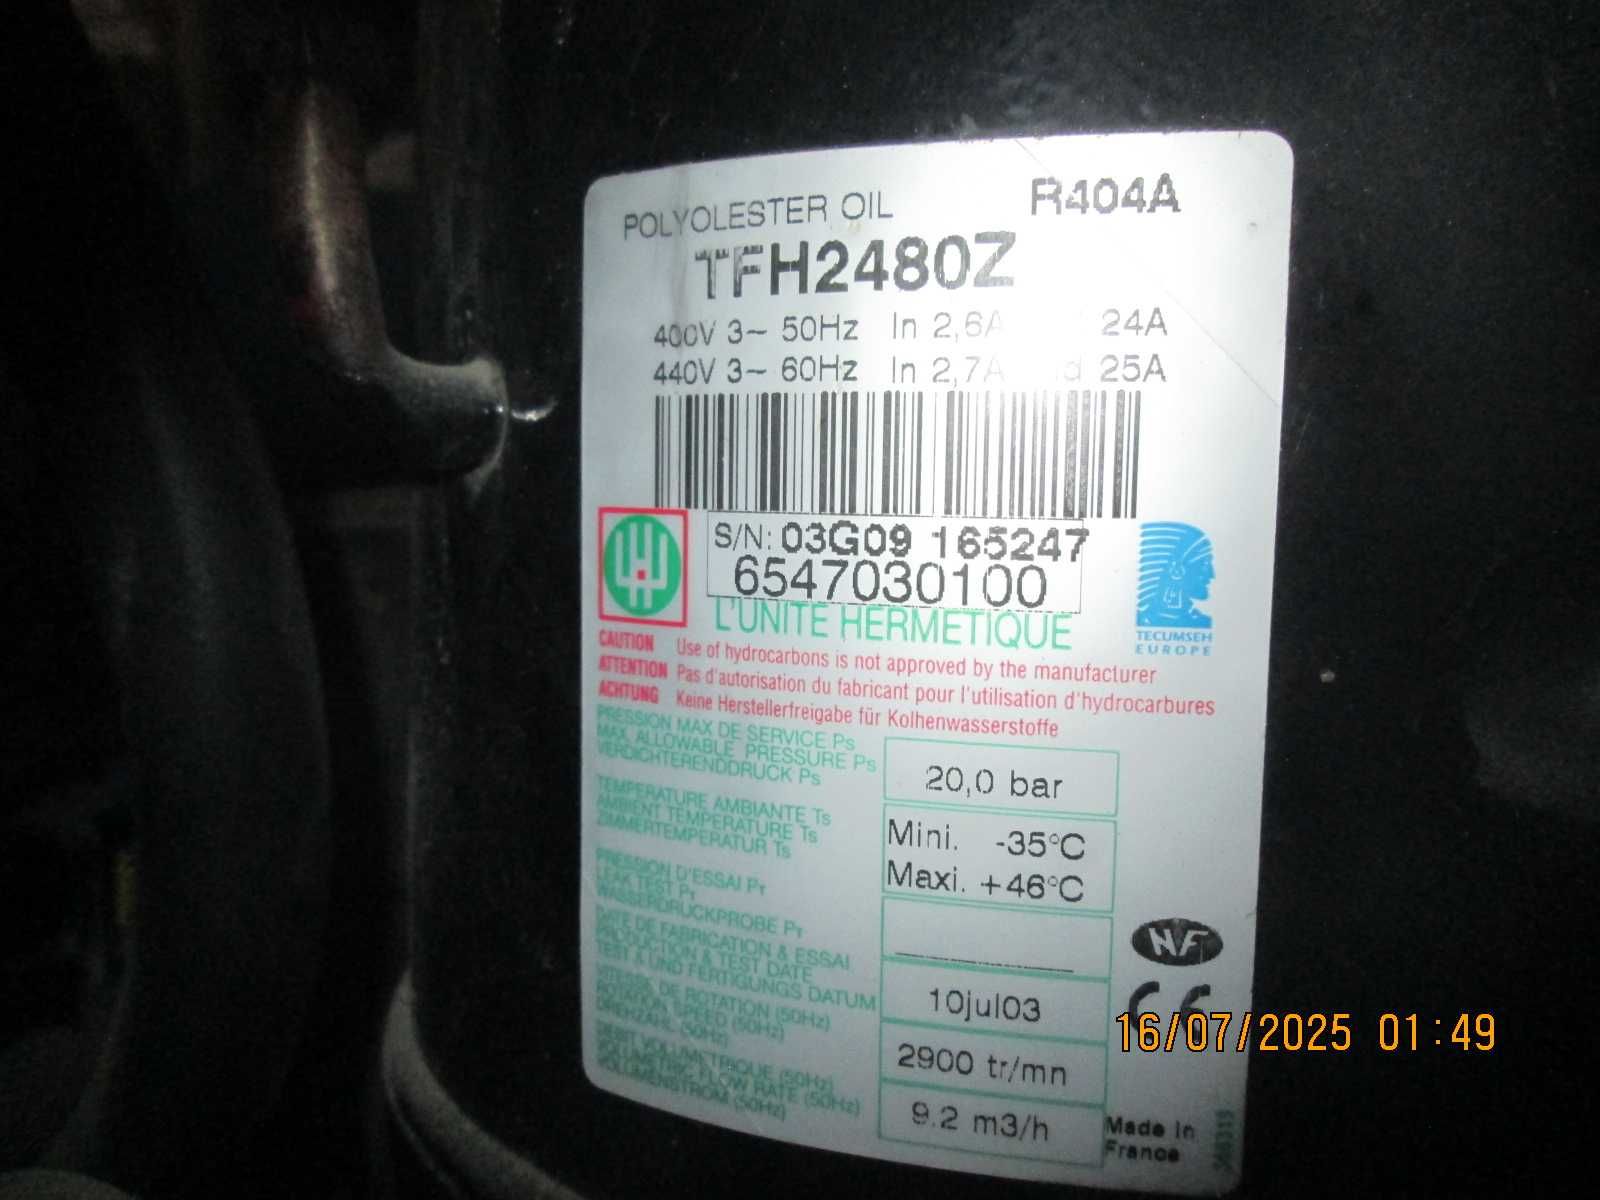 POLYOLESTER OIL R404A
TFH2480Z
400V 3~ 50Hz In 2,6A 24A
440V 3~ 60Hz In 2,7A d 25A
S/N: 03G09 165247
6547030100
L'UNITE HERMETIQUE
TECUMSEH
EUROPE
CAUTION Use of hydrocarbons is not approved by the manufacturer
ATTENTION Pas d'autorisation du fabricant pour l'utilisation d'hydrocarbures
ACHTUNG Keine Herstellerfreigabe für Kolhenwasserstoffe
PRESSION MAX DE SERVICE Ps
MAX. ALLOWABLE PRESSURE Ps
VERDICHTERENDDRUCK Ps
20,0 bar
TEMPERATURE AMBIANTE Ts
AMBIENT TEMPERATURE Ts
ZIMMERTEMPERATUR Ts
Mini. -35°C
Maxi. +46°C
PRESSION D'ESSAI PT
LEAK TEST PT
WASSERDRUCKPROBE PT
DATE DE FABRICATION & ESSAI
PRODUCTION & TEST DATE
TEST & UND FERTIGUNGS DATUM
10jul03
VITESSE DE ROTATION (50Hz)
ROTATION SPEED (50Hz)
DREHZAHL (50Hz)
2900 tr/mn
DEBIT VOLUMETRIQUE (50Hz)
VOLUMETRIC FLOW RATE (50Hz)
VOLUMENSTROM (50Hz)
9.2 m3/h
NF
CE
Made In
France
16/07/2025 01:49